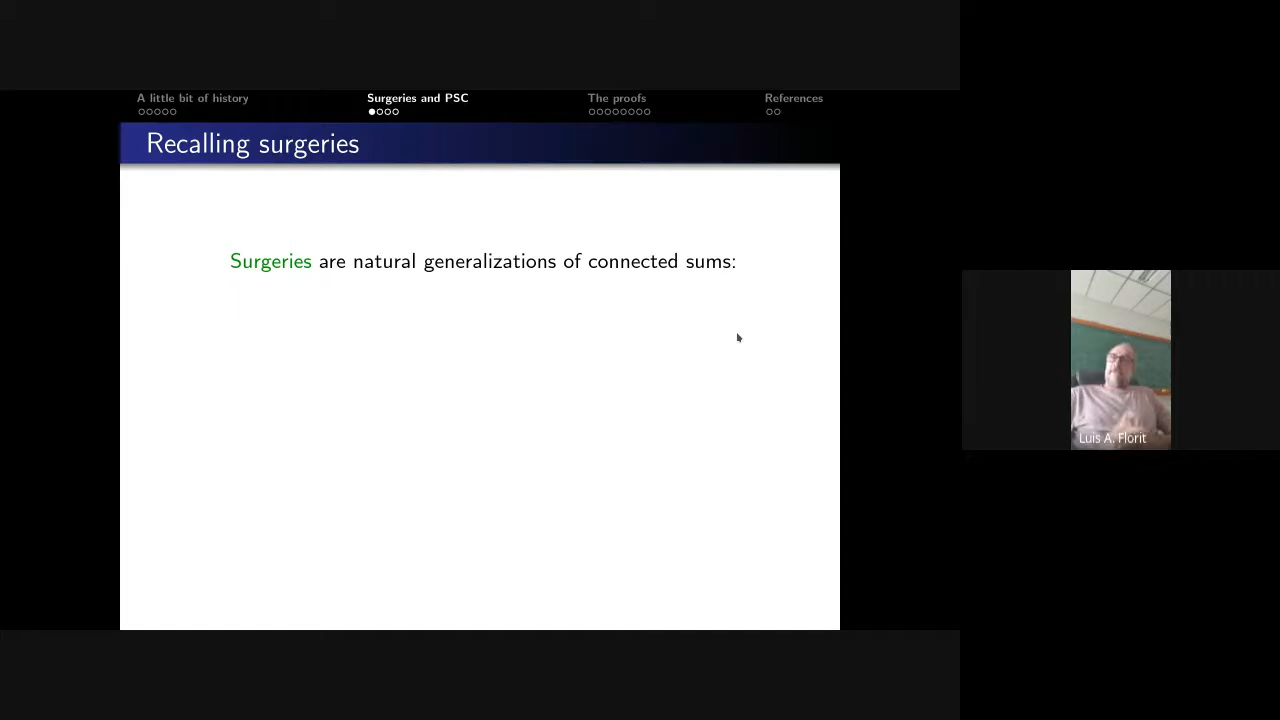 A little bit of history
Surgeries and PSC
The proofs
References
Recalling surgeries
Surgeries are natural generalizations of connected sums:
Luis A. Florit